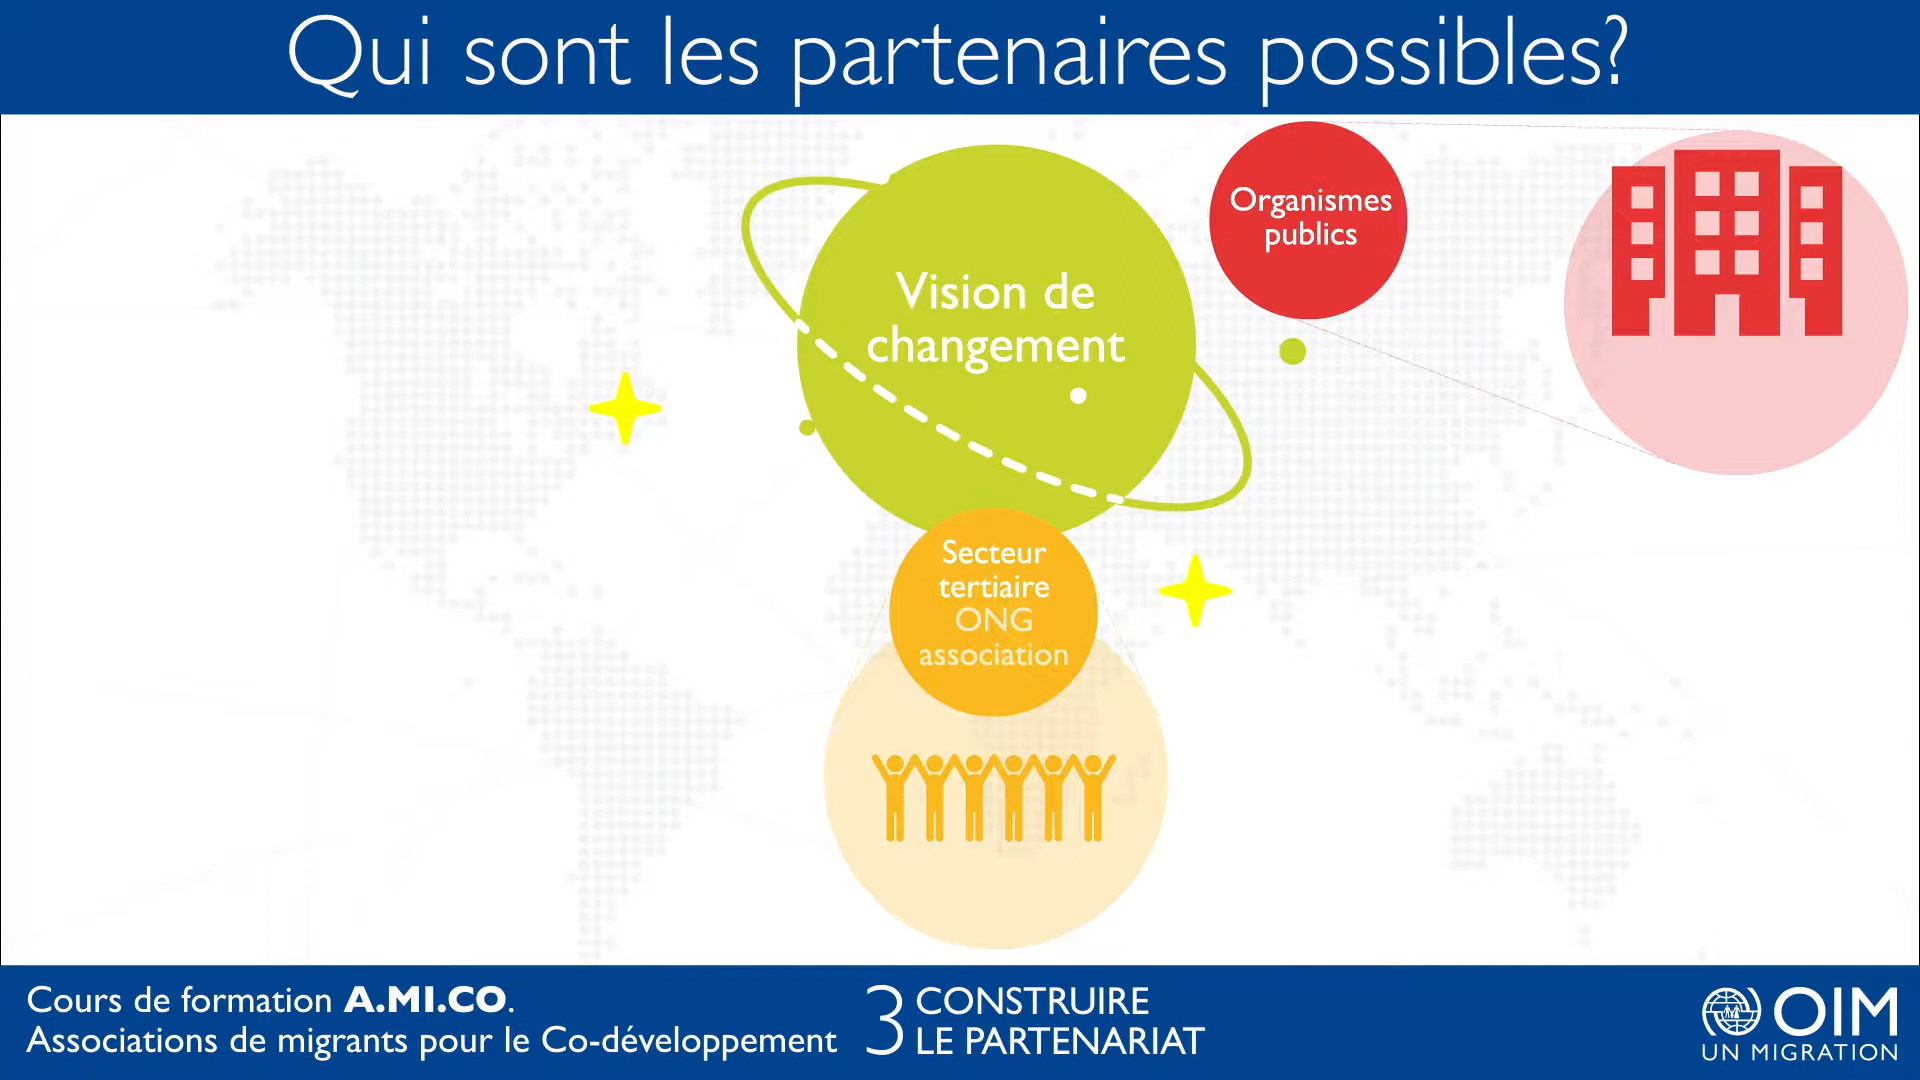 Qui sont les partenaires possibles?
Organismes
publics
Vision de
changement
Secteur
tertiaire
ONG
association
Cours de formation A.MI.CO.
Associations de migrants pour le Co-développement
3 CONSTRUIRE
LE PARTENARIAT
OIM
UN MIGRATION